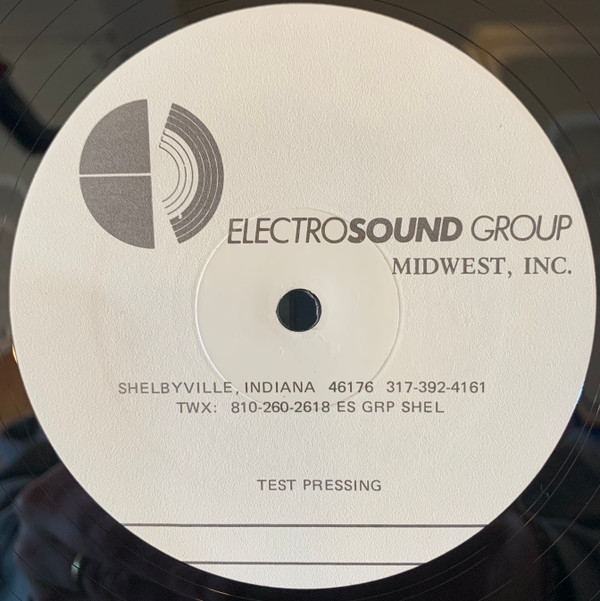 ELECTROSOUND GROUP
MIDWEST, INC.
SHELBYVILLE, INDIANA 46176 317-392-4161
TWX: 810-260-2618 ES GRP SHEL
TEST PRESSING